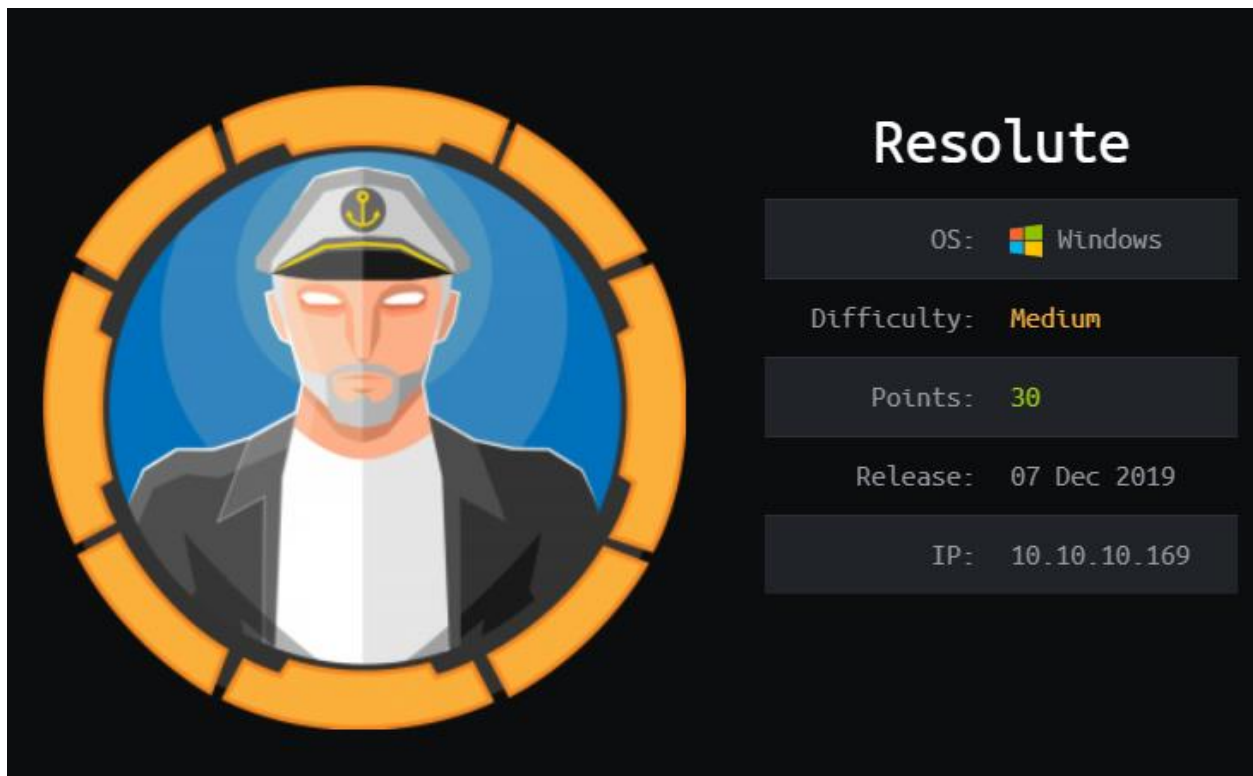 Resolute
OS: Windows
Difficulty: Medium
Points: 30
Release: 07 Dec 2019
IP: 10.10.10.169